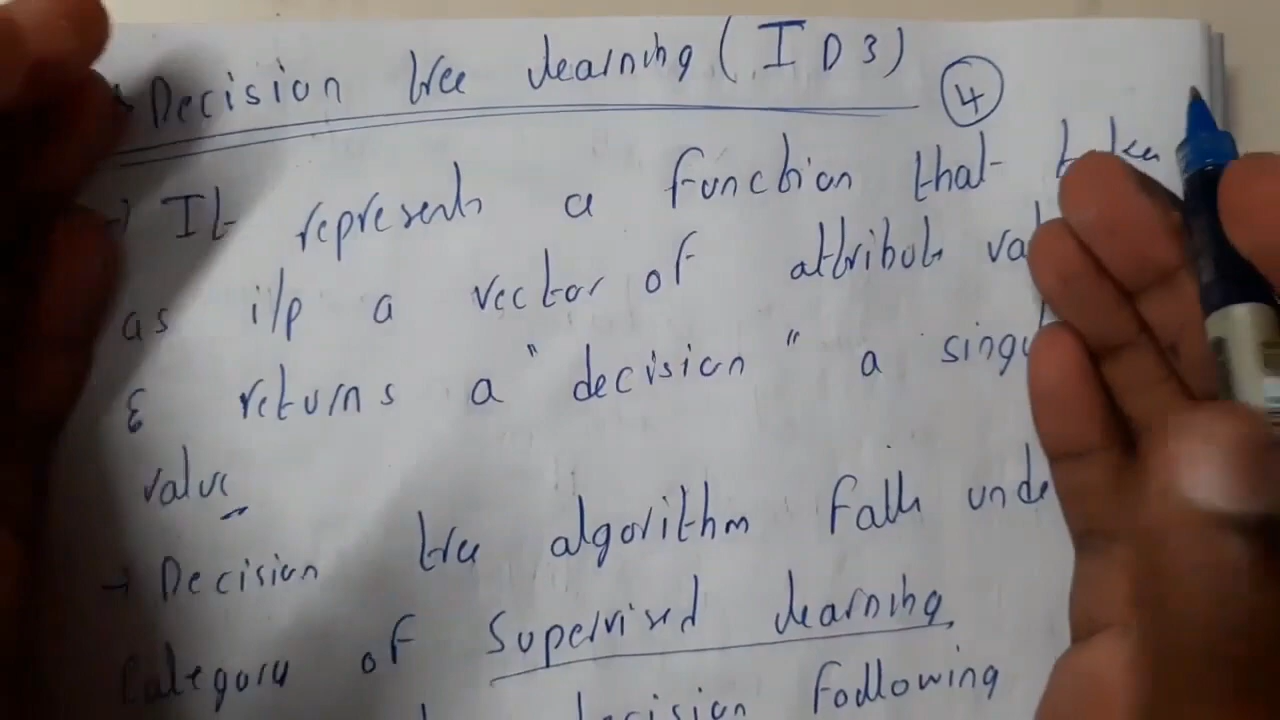 → Decision tree learning (ID3) 4
→ It represents a function that
as i/p a vector of attribute
& returns a "decision" a
value
→ Decision tree algorithm falls
Category of Supervised learning.
decision following